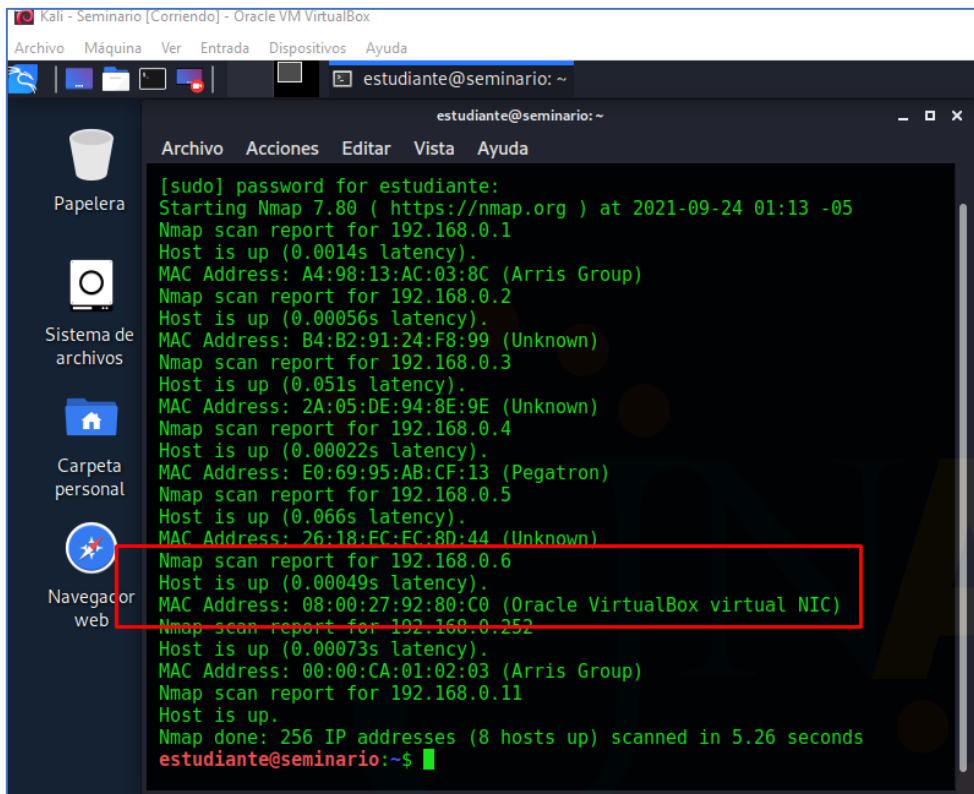 Kali - Seminario [Corriendo] - Oracle VM VirtualBox
Archivo Máquina Ver Entrada Dispositivos Ayuda
estudiante@seminario: ~
estudiante@seminario: ~
Archivo Acciones Editar Vista Ayuda
Papelera
Sistema de
archivos
Carpeta
personal
Navegador
web
[sudo] password for estudiante:
Starting Nmap 7.80 ( https://nmap.org ) at 2021-09-24 01:13 -05
Nmap scan report for 192.168.0.1
Host is up (0.0014s latency).
MAC Address: A4:98:13:AC:03:8C (Arris Group)
Nmap scan report for 192.168.0.2
Host is up (0.00056s latency).
MAC Address: B4:B2:91:24:F8:99 (Unknown)
Nmap scan report for 192.168.0.3
Host is up (0.051s latency).
MAC Address: 2A:05:DE:94:8E:9E (Unknown)
Nmap scan report for 192.168.0.4
Host is up (0.00022s latency).
MAC Address: E0:69:95:AB:CF:13 (Pegatron)
Nmap scan report for 192.168.0.5
Host is up (0.066s latency).
MAC Address: 26:18:EC:EC:8D:44 (Unknown)
Nmap scan report for 192.168.0.6
Host is up (0.00049s latency).
MAC Address: 08:00:27:92:80:C0 (Oracle VirtualBox virtual NIC)
Nmap scan report for 192.168.0.252
Host is up (0.00073s latency).
MAC Address: 00:00:CA:01:02:03 (Arris Group)
Nmap scan report for 192.168.0.11
Host is up.
Nmap done: 256 IP addresses (8 hosts up) scanned in 5.26 seconds
estudiante@seminario:~$